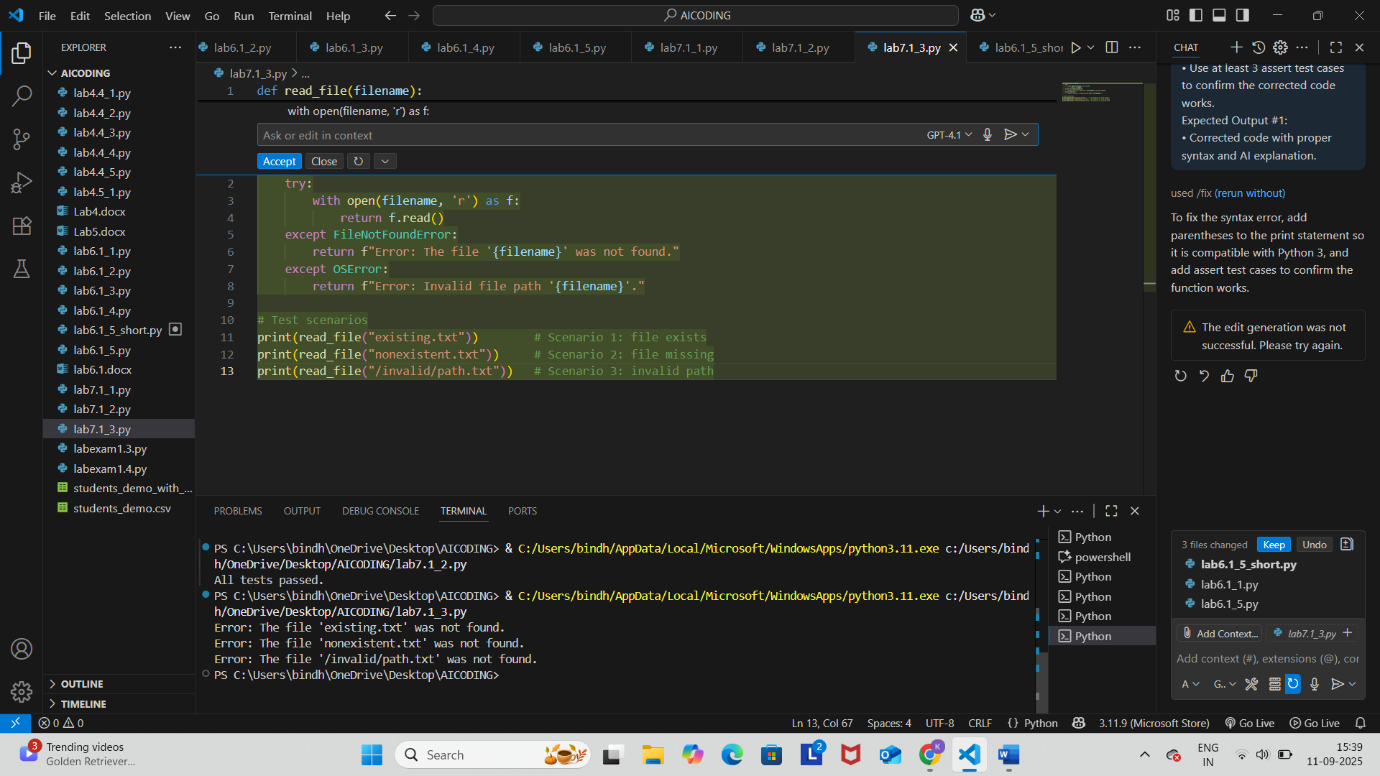 File Edit Selection View Go Run Terminal Help
AICODING
EXPLORER
AICODING
lab4.4_1.py
lab4.4_2.py
lab4.4_3.py
lab4.4_4.py
lab4.4_5.py
lab4.5_1.py
Lab4.docx
Lab5.docx
lab6.1_1.py
lab6.1_2.py
lab6.1_3.py
lab6.1_4.py
lab6.1_5_short.py
lab6.1_5.py
lab6.1.docx
lab7.1_1.py
lab7.1_2.py
lab7.1_3.py
labexam1.3.py
labexam1.4.py
students_demo_with_...
students_demo.csv
OUTLINE
TIMELINE
lab6.1_2.py lab6.1_3.py lab6.1_4.py lab6.1_5.py lab7.1_1.py lab7.1_2.py lab7.1_3.py lab6.1_5_shor
lab7.1_3.py > ...
1 def read_file(filename):
with open(filename, 'r') as f:
Ask or edit in context GPT-4.1
Accept Close
2 try:
3 with open(filename, 'r') as f:
4 return f.read()
5 except FileNotFoundError:
6 return f"Error: The file '{filename}' was not found."
7 except OSError:
8 return f"Error: Invalid file path '{filename}'."
9
10 # Test scenarios
11 print(read_file("existing.txt")) # Scenario 1: file exists
12 print(read_file("nonexistent.txt")) # Scenario 2: file missing
13 print(read_file("/invalid/path.txt")) # Scenario 3: invalid path
PROBLEMS OUTPUT DEBUG CONSOLE TERMINAL PORTS
PS C:\Users\bindh\OneDrive\Desktop\AICODING> & C:/Users/bindh/AppData/Local/Microsoft/WindowsApps/python3.11.exe c:/Users/bind
h/OneDrive/Desktop/AICODING/lab7.1_2.py
All tests passed.
PS C:\Users\bindh\OneDrive\Desktop\AICODING> & C:/Users/bindh/AppData/Local/Microsoft/WindowsApps/python3.11.exe c:/Users/bind
h/OneDrive/Desktop/AICODING/lab7.1_3.py
Error: The file 'existing.txt' was not found.
Error: The file 'nonexistent.txt' was not found.
Error: The file '/invalid/path.txt' was not found.
PS C:\Users\bindh\OneDrive\Desktop\AICODING>
Python
powershell
Python
Python
Python
Python
CHAT
• Use at least 3 assert test cases
to confirm the corrected code
works.
Expected Output #1:
• Corrected code with proper
syntax and AI explanation.
used /fix (rerun without)
To fix the syntax error, add
parentheses to the print statement so
it is compatible with Python 3, and
add assert test cases to confirm the
function works.
The edit generation was not
successful. Please try again.
3 files changed Keep Undo
lab6.1_5_short.py
lab6.1_1.py
lab6.1_5.py
Add Context... lab7.1_3.py +
Add context (#), extensions (@), cor
A G..
0 0 Ln 13, Col 67 Spaces: 4 UTF-8 CRLF {} Python 3.11.9 (Microsoft Store) Go Live Go Live
3 Trending videos
Golden Retriever...
Search
2
K
ENG
IN
15:39
11-09-2025